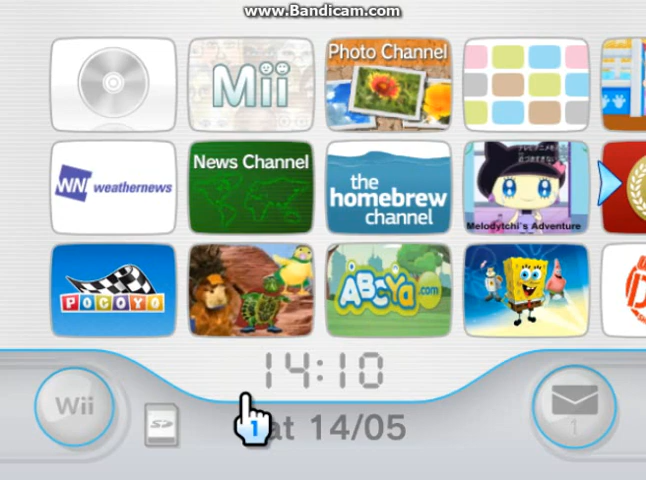 www.Bandicam.com
Mii
Photo Channel
WNI weathernews
News Channel
the
homebrew
channel
Melodytchi's Adventure
POCOYO
ABCYa.com
14:10
Wii
SD
1
at 14/05
1